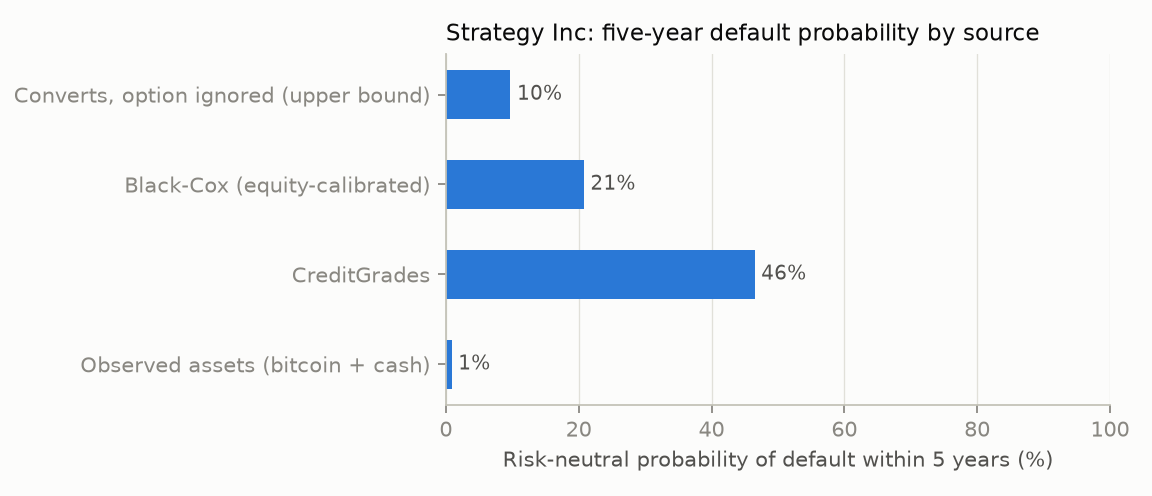 Strategy Inc: five-year default probability by source
Converts, option ignored (upper bound) 10%
Black-Cox (equity-calibrated) 21%
CreditGrades 46%
Observed assets (bitcoin + cash) 1%
0 20 40 60 80 100
Risk-neutral probability of default within 5 years (%)